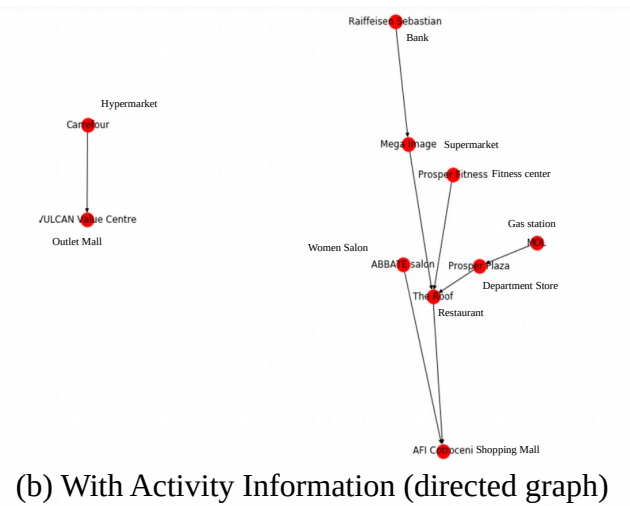 Raiffeisen Sebastian
Bank
Hypermarket
Carrefour
Mega Image Supermarket
Prosper Fitness Fitness center
VULCAN Value Centre
Outlet Mall
Gas station
MOL
Women Salon
ABBATE salon
Prosper Plaza
Department Store
The Roof
Restaurant
AFI Cotroceni Shopping Mall
(b) With Activity Information (directed graph)